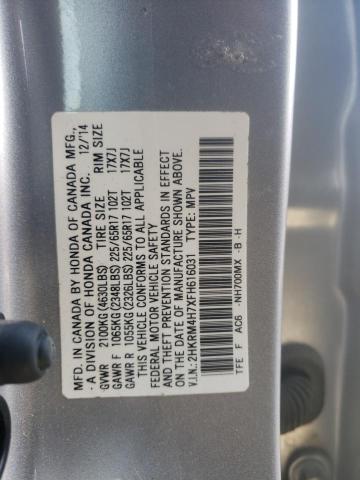 MFD. IN CANADA BY HONDA OF CANADA MFG.,
A DIVISION OF HONDA CANADA INC. 12/'14
GVWR 2100KG (4630LBS) TIRE SIZE RIM SIZE
GAWR F 1065KG (2348LBS) 225/65R17 102T 17X7J
GAWR R 1055KG (2326LBS) 225/65R17 102T 17X7J
THIS VEHICLE CONFORMS TO ALL APPLICABLE
FEDERAL MOTOR VEHICLE SAFETY
BUMPER, AND THEFT PREVENTION STANDARDS IN EFFECT
ON THE DATE OF MANUFACTURE SHOWN ABOVE.
V.I.N.: 2HKRM4H7XFH616031 TYPE: MPV
TFE F AC6 -NH700MX - B - H